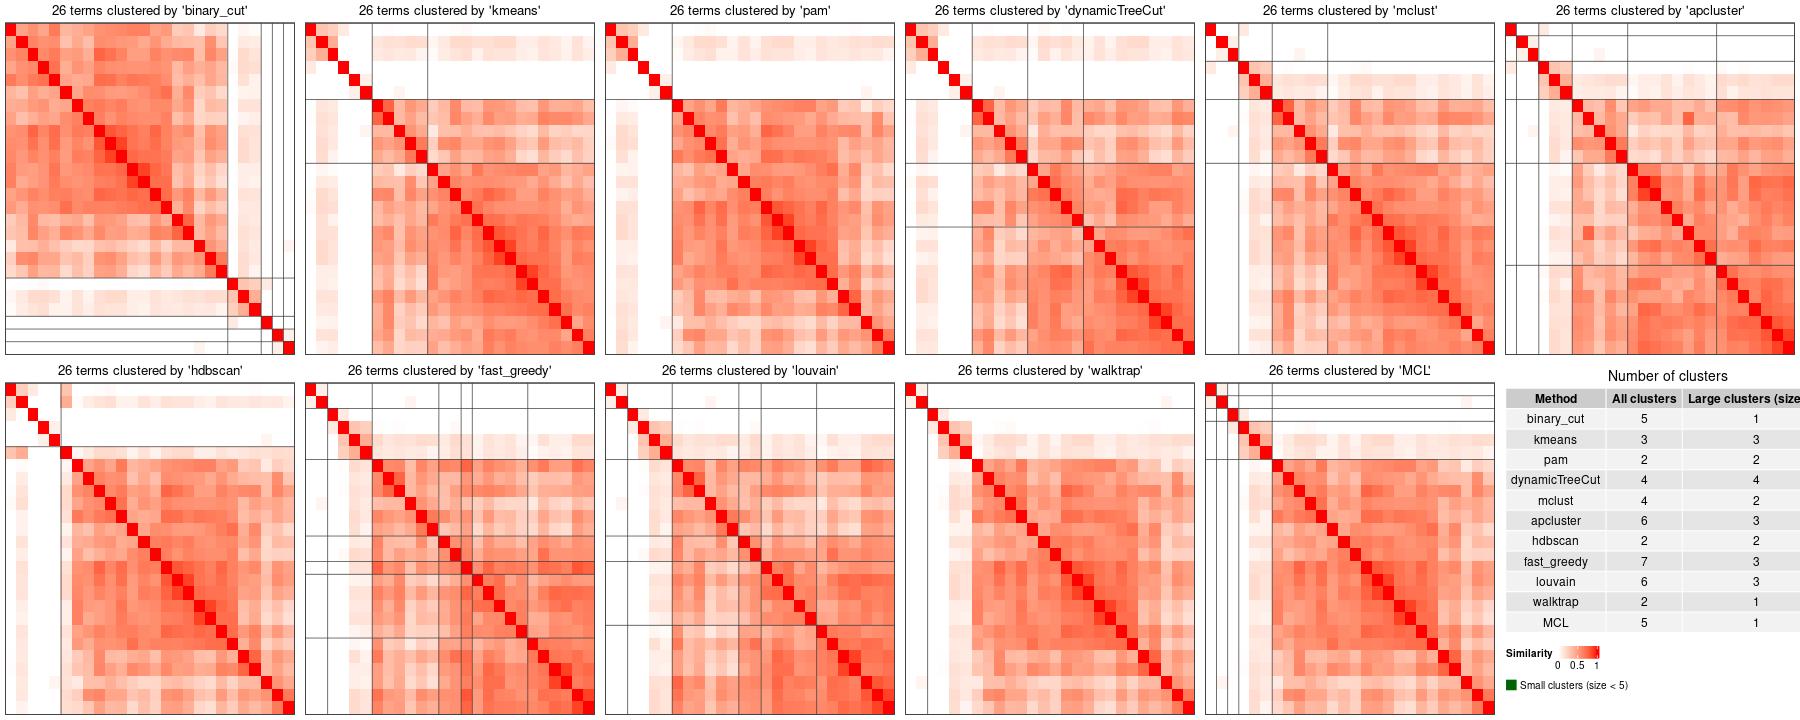 26 terms clustered by 'binary_cut'
26 terms clustered by 'kmeans'
26 terms clustered by 'pam'
26 terms clustered by 'dynamicTreeCut'
26 terms clustered by 'mclust'
26 terms clustered by 'apcluster'
26 terms clustered by 'hdbscan'
26 terms clustered by 'fast_greedy'
26 terms clustered by 'louvain'
26 terms clustered by 'walktrap'
26 terms clustered by 'MCL'
Number of clusters
Method All clusters Large clusters (size
binary_cut 5 1
kmeans 3 3
pam 2 2
dynamicTreeCut 4 4
mclust 4 2
apcluster 6 3
hdbscan 2 2
fast_greedy 7 3
louvain 6 3
walktrap 2 1
MCL 5 1
Similarity
0 0.5 1
Small clusters (size < 5)